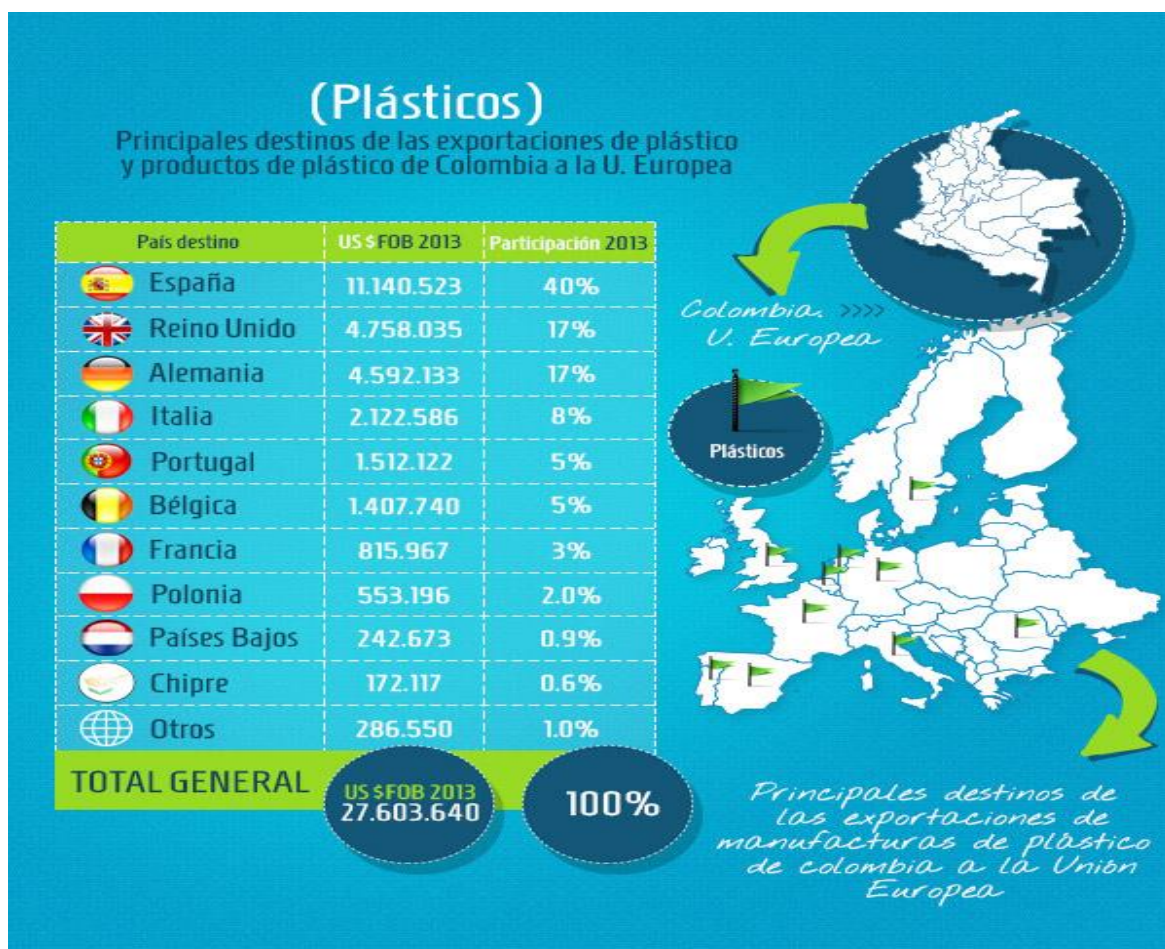 (Plásticos)
Principales destinos de las exportaciones de plástico
y productos de plástico de Colombia a la U. Europea
País destino US $FOB 2013 Participación 2013
España 11.140.523 40%
Reino Unido 4.758.035 17%
Alemania 4.592.133 17%
Italia 2.122.586 8%
Portugal 1.512.122 5%
Bélgica 1.407.740 5%
Francia 815.967 3%
Polonia 553.196 2.0%
Países Bajos 242.673 0.9%
Chipre 172.117 0.6%
Otros 286.550 1.0%
TOTAL GENERAL
US $FOB 2013
27.603.640
100%
Colombia. >>>>
U. Europea
Plásticos
Principales destinos de
las exportaciones de
manufacturas de plástico
de colombia a la Unión
Europea